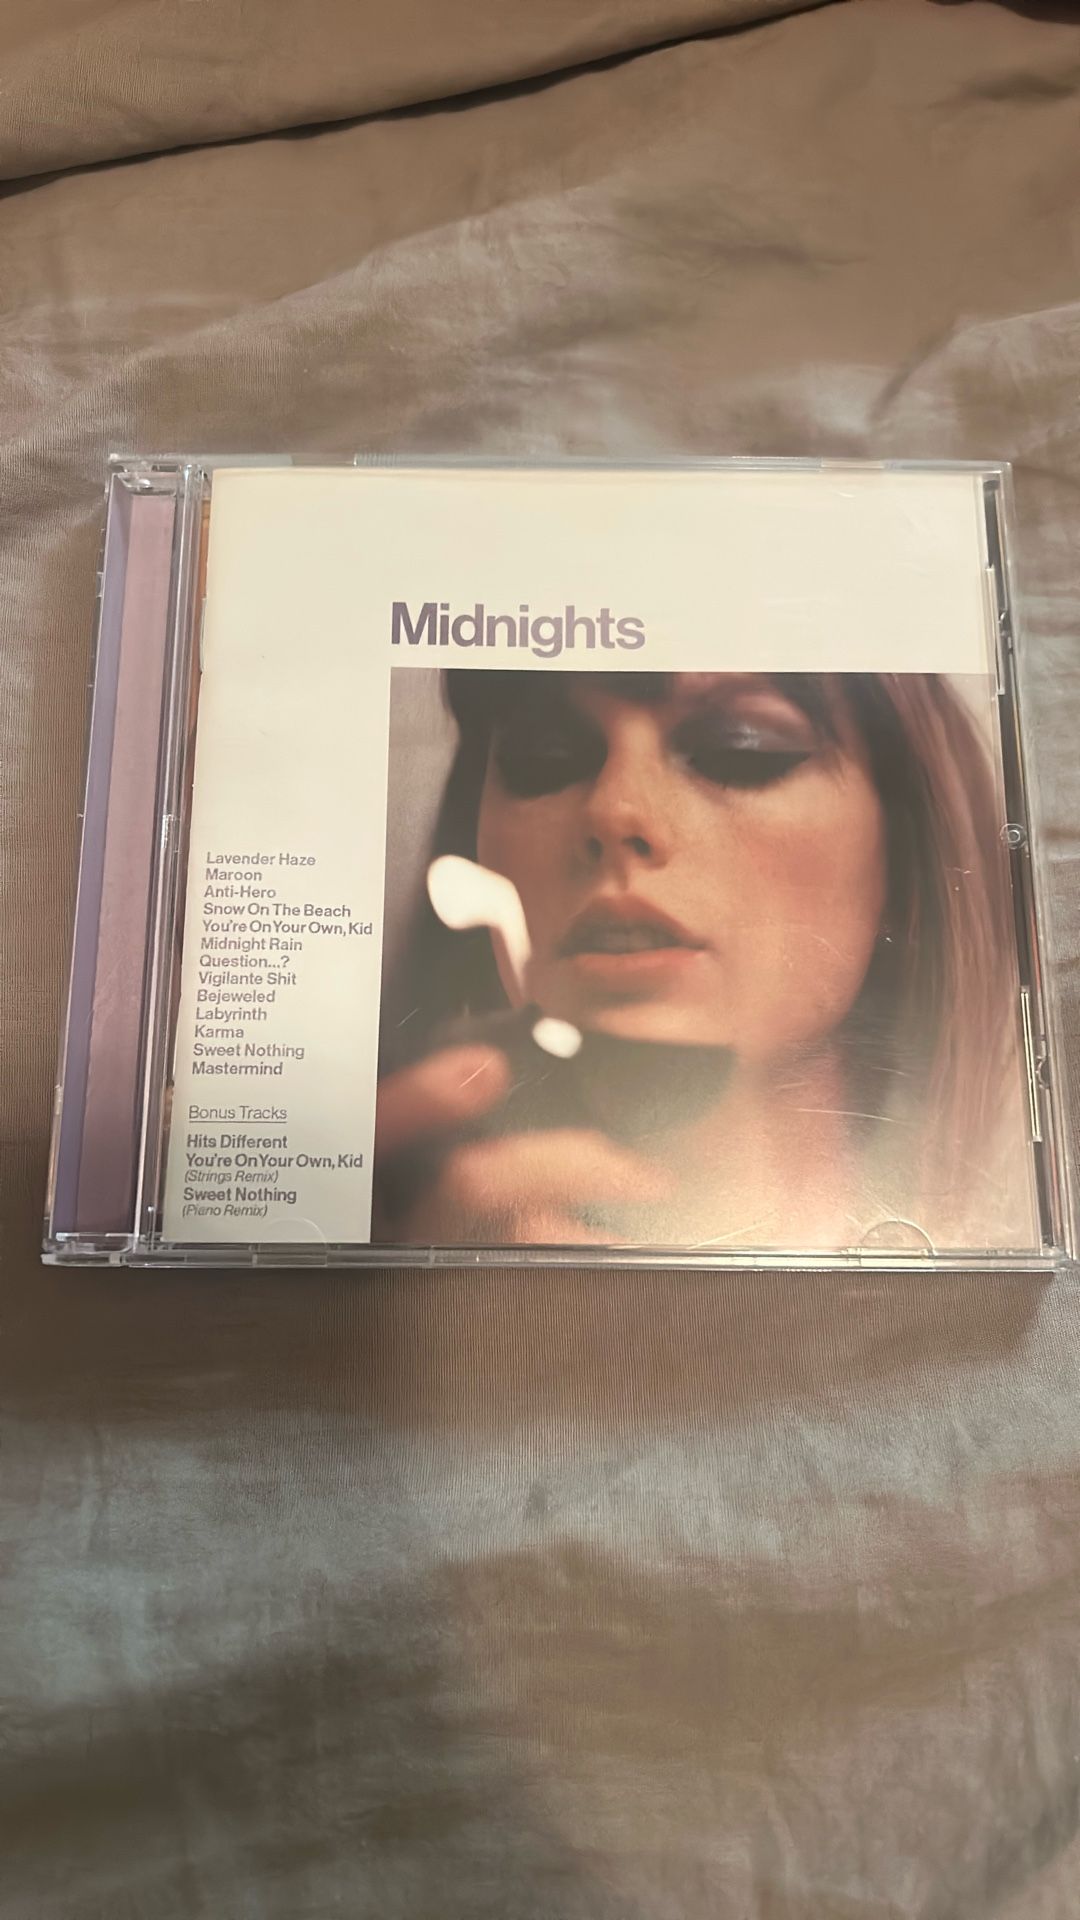 Midnights
Lavender Haze
Maroon
Anti-Hero
Snow On The Beach
You're On Your Own, Kid
Midnight Rain
Question...?
Vigilante Shit
Bejeweled
Labyrinth
Karma
Sweet Nothing
Mastermind
Bonus Tracks
Hits Different
You're On Your Own, Kid
(Strings Remix)
Sweet Nothing
(Piano Remix)